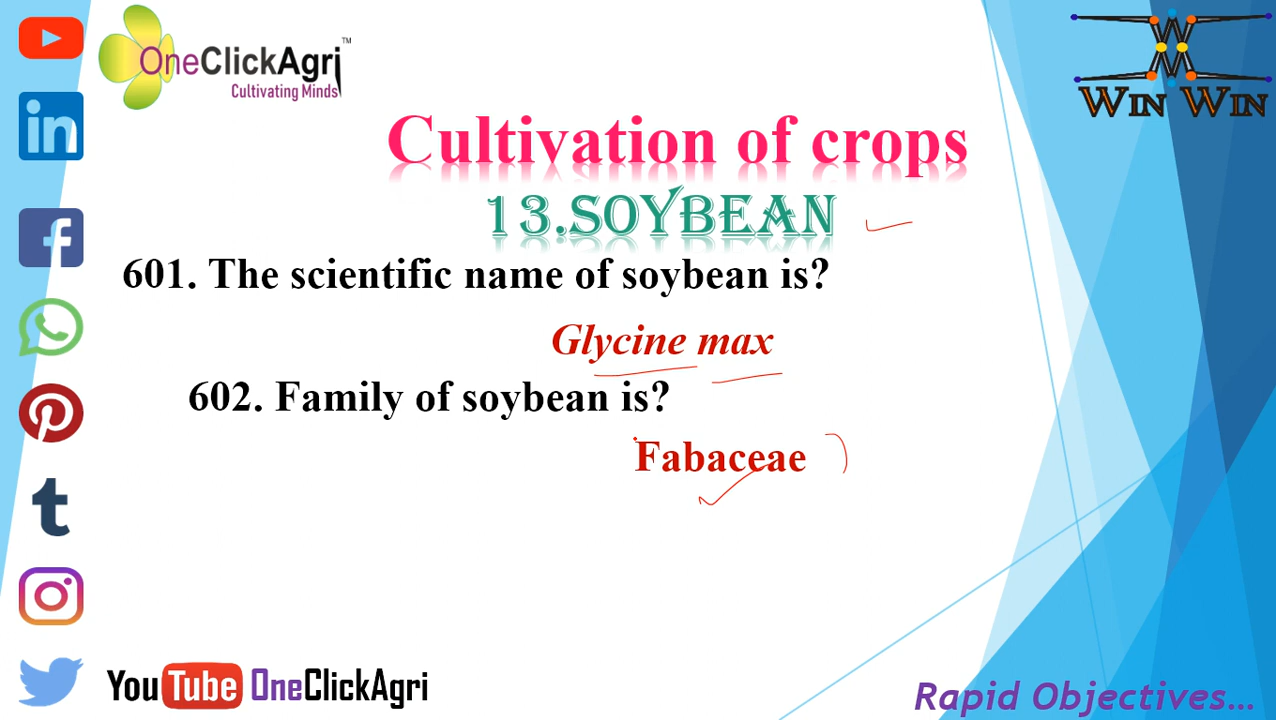 OneClickAgri™
Cultivating Minds
WIN WIN
Cultivation of crops
13.SOYBEAN
601. The scientific name of soybean is?
Glycine max
602. Family of soybean is?
Fabaceae
YouTube OneClickAgri
Rapid Objectives...